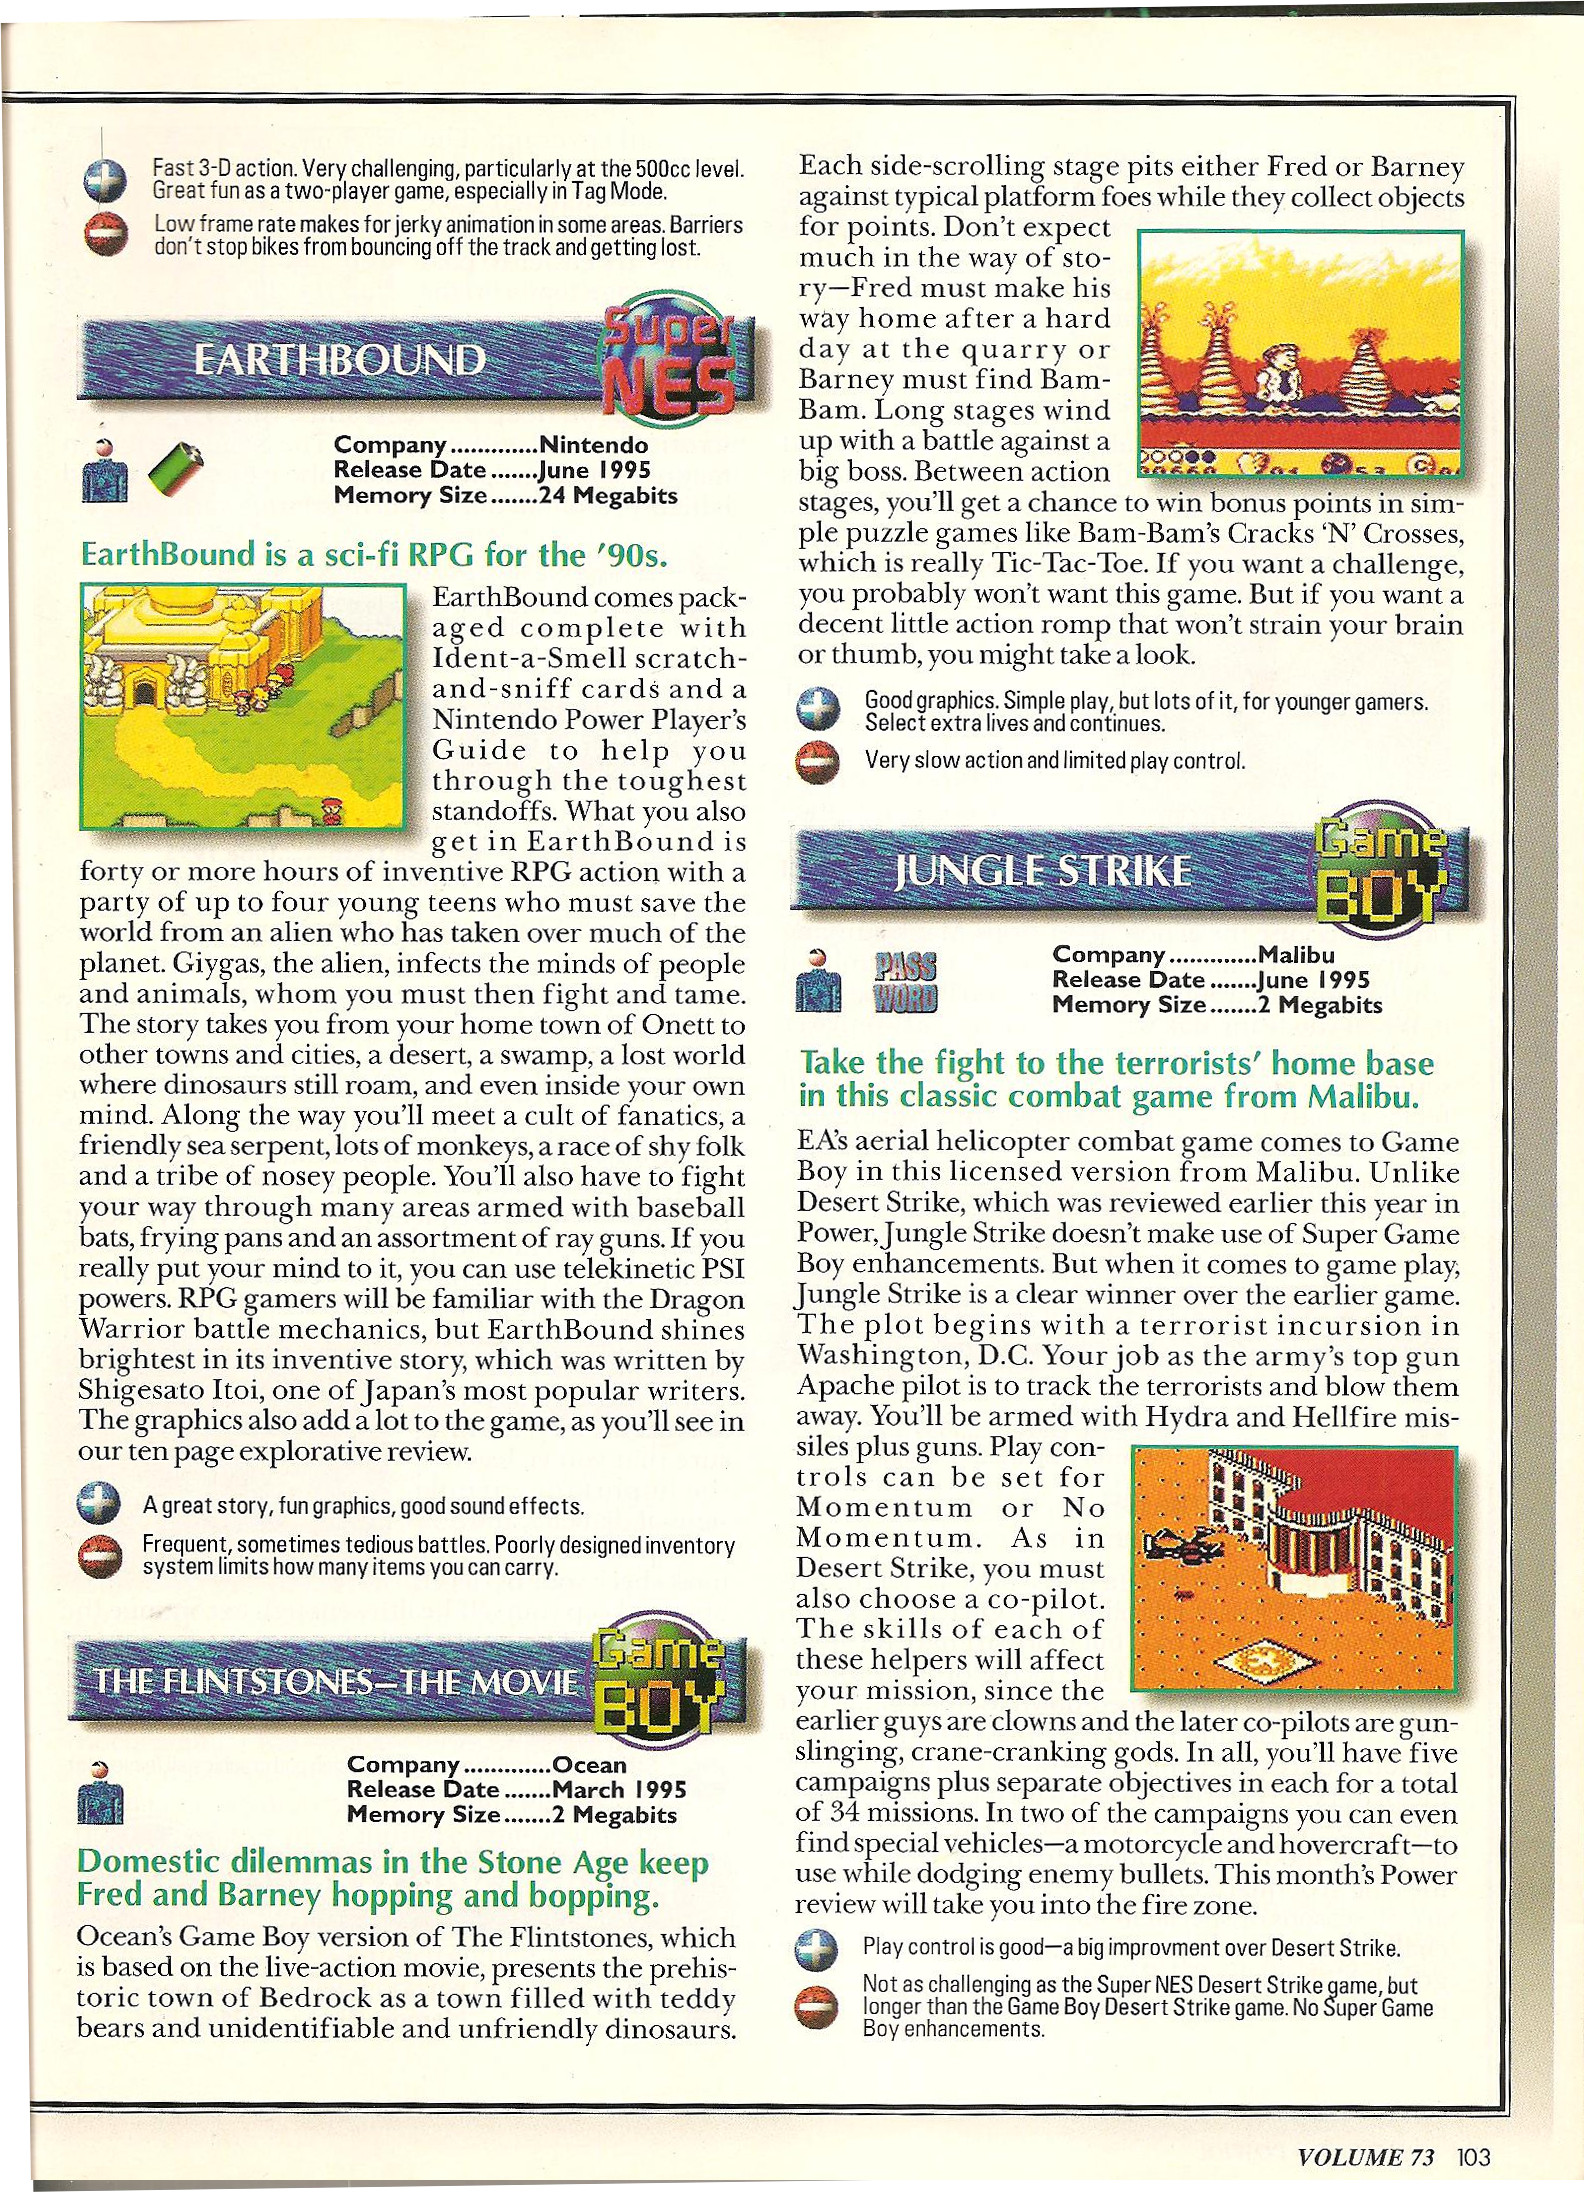 Fast 3-D action. Very challenging, particularly at the 500cc level.
Great fun as a two-player game, especially in Tag Mode.
Low frame rate makes for jerky animation in some areas. Barriers
don't stop bikes from bouncing off the track and getting lost.
EARTHBOUND
Super
NES
Company.............Nintendo
Release Date.......June 1995
Memory Size.......24 Megabits
EarthBound is a sci-fi RPG for the '90s.
EarthBound comes pack-
aged complete with
Ident-a-Smell scratch-
and-sniff cards and a
Nintendo Power Player's
Guide to help you
through the toughest
standoffs. What you also
get in EarthBound is
forty or more hours of inventive RPG action with a
party of up to four young teens who must save the
world from an alien who has taken over much of the
planet. Giygas, the alien, infects the minds of people
and animals, whom you must then fight and tame.
The story takes you from your home town of Onett to
other towns and cities, a desert, a swamp, a lost world
where dinosaurs still roam, and even inside your own
mind. Along the way you'll meet a cult of fanatics, a
friendly sea serpent, lots of monkeys, a race of shy folk
and a tribe of nosey people. You'll also have to fight
your way through many areas armed with baseball
bats, frying pans and an assortment of ray guns. If you
really put your mind to it, you can use telekinetic PSI
powers. RPG gamers will be familiar with the Dragon
Warrior battle mechanics, but EarthBound shines
brightest in its inventive story, which was written by
Shigesato Itoi, one of Japan's most popular writers.
The graphics also add a lot to the game, as you'll see in
our ten page explorative review.
A great story, fun graphics, good sound effects.
Frequent, sometimes tedious battles. Poorly designed inventory
system limits how many items you can carry.
THE FLINTSTONES—THE MOVIE
Game
BOY
Company.............Ocean
Release Date.......March 1995
Memory Size.......2 Megabits
Domestic dilemmas in the Stone Age keep
Fred and Barney hopping and bopping.
Ocean's Game Boy version of The Flintstones, which
is based on the live-action movie, presents the prehis-
toric town of Bedrock as a town filled with teddy
bears and unidentifiable and unfriendly dinosaurs.
Each side-scrolling stage pits either Fred or Barney
against typical platform foes while they collect objects
for points. Don't expect
much in the way of sto-
ry—Fred must make his
way home after a hard
day at the quarry or
Barney must find Bam-
Bam. Long stages wind
up with a battle against a
big boss. Between action
stages, you'll get a chance to win bonus points in sim-
ple puzzle games like Bam-Bam's Cracks 'N' Crosses,
which is really Tic-Tac-Toe. If you want a challenge,
you probably won't want this game. But if you want a
decent little action romp that won't strain your brain
or thumb, you might take a look.
Good graphics. Simple play, but lots of it, for younger gamers.
Select extra lives and continues.
Very slow action and limited play control.
JUNGLE STRIKE
Game
BOY
PASS
WORD
Company.............Malibu
Release Date.......June 1995
Memory Size.......2 Megabits
Take the fight to the terrorists' home base
in this classic combat game from Malibu.
EA's aerial helicopter combat game comes to Game
Boy in this licensed version from Malibu. Unlike
Desert Strike, which was reviewed earlier this year in
Power, Jungle Strike doesn't make use of Super Game
Boy enhancements. But when it comes to game play,
Jungle Strike is a clear winner over the earlier game.
The plot begins with a terrorist incursion in
Washington, D.C. Your job as the army's top gun
Apache pilot is to track the terrorists and blow them
away. You'll be armed with Hydra and Hellfire mis-
siles plus guns. Play con-
trols can be set for
Momentum or No
Momentum. As in
Desert Strike, you must
also choose a co-pilot.
The skills of each of
these helpers will affect
your mission, since the
earlier guys are clowns and the later co-pilots are gun-
slinging, crane-cranking gods. In all, you'll have five
campaigns plus separate objectives in each for a total
of 34 missions. In two of the campaigns you can even
find special vehicles—a motorcycle and hovercraft—to
use while dodging enemy bullets. This month's Power
review will take you into the fire zone.
Play control is good—a big improvment over Desert Strike.
Not as challenging as the Super NES Desert Strike game, but
longer than the Game Boy Desert Strike game. No Super Game
Boy enhancements.
VOLUME 73 103